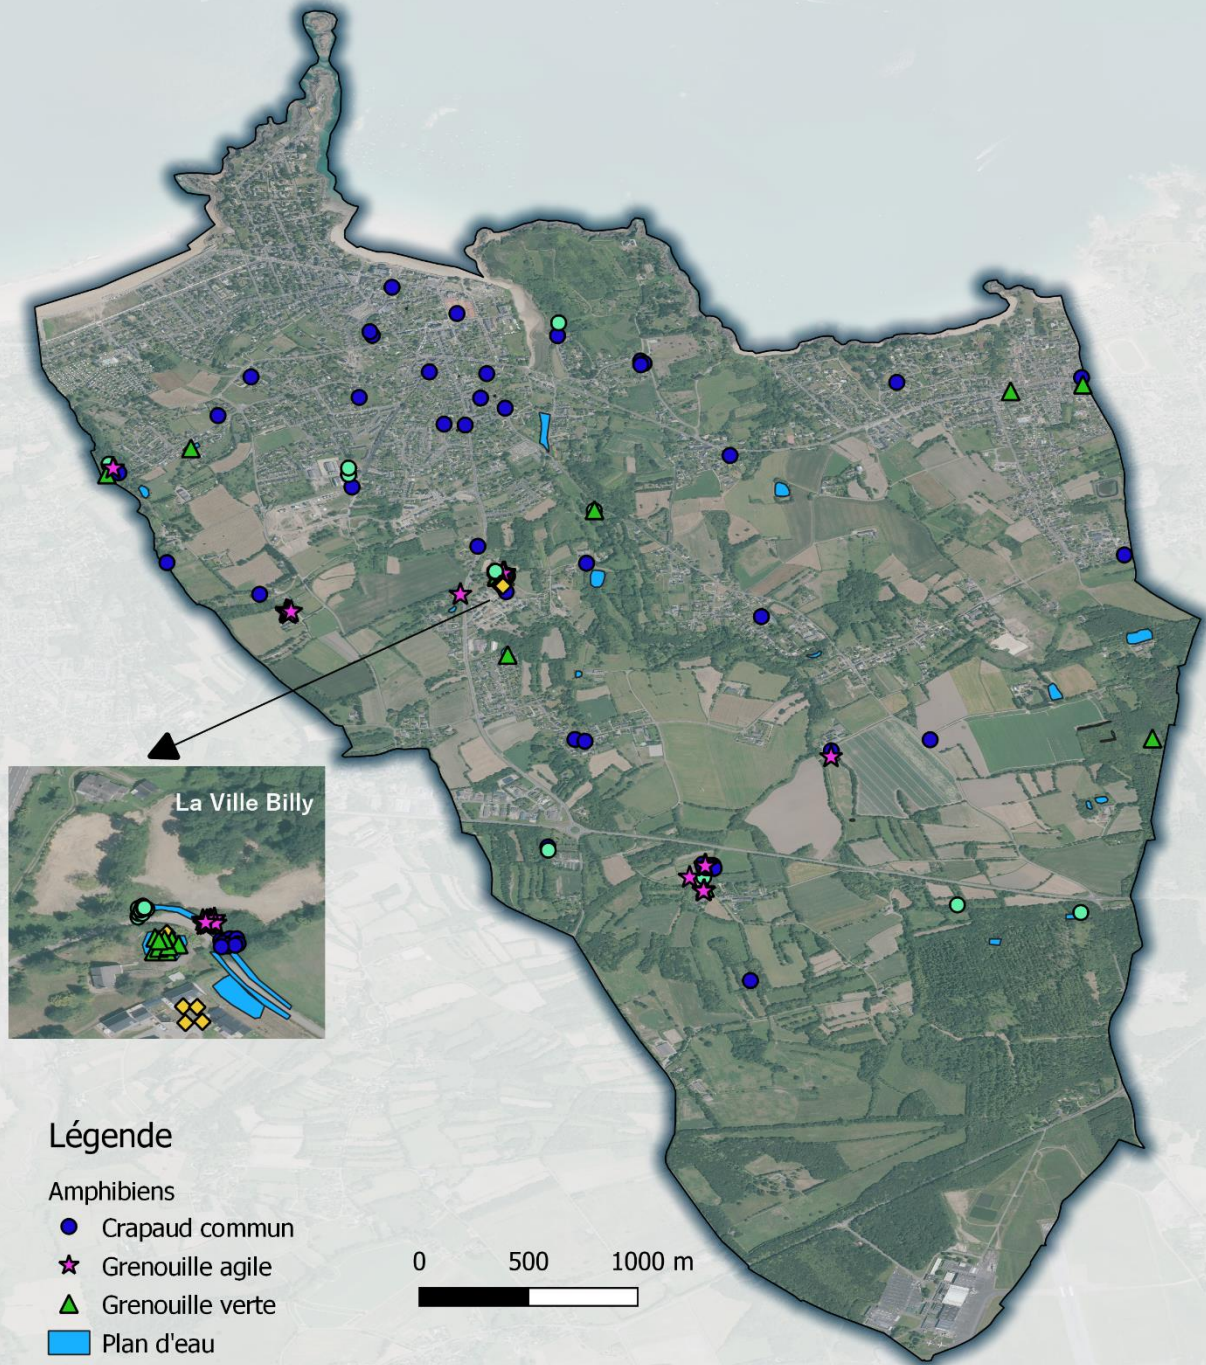 La Ville Billy
Légende
Amphibiens
Crapaud commun
Grenouille agile
Grenouille verte
Plan d'eau
0 500 1000 m